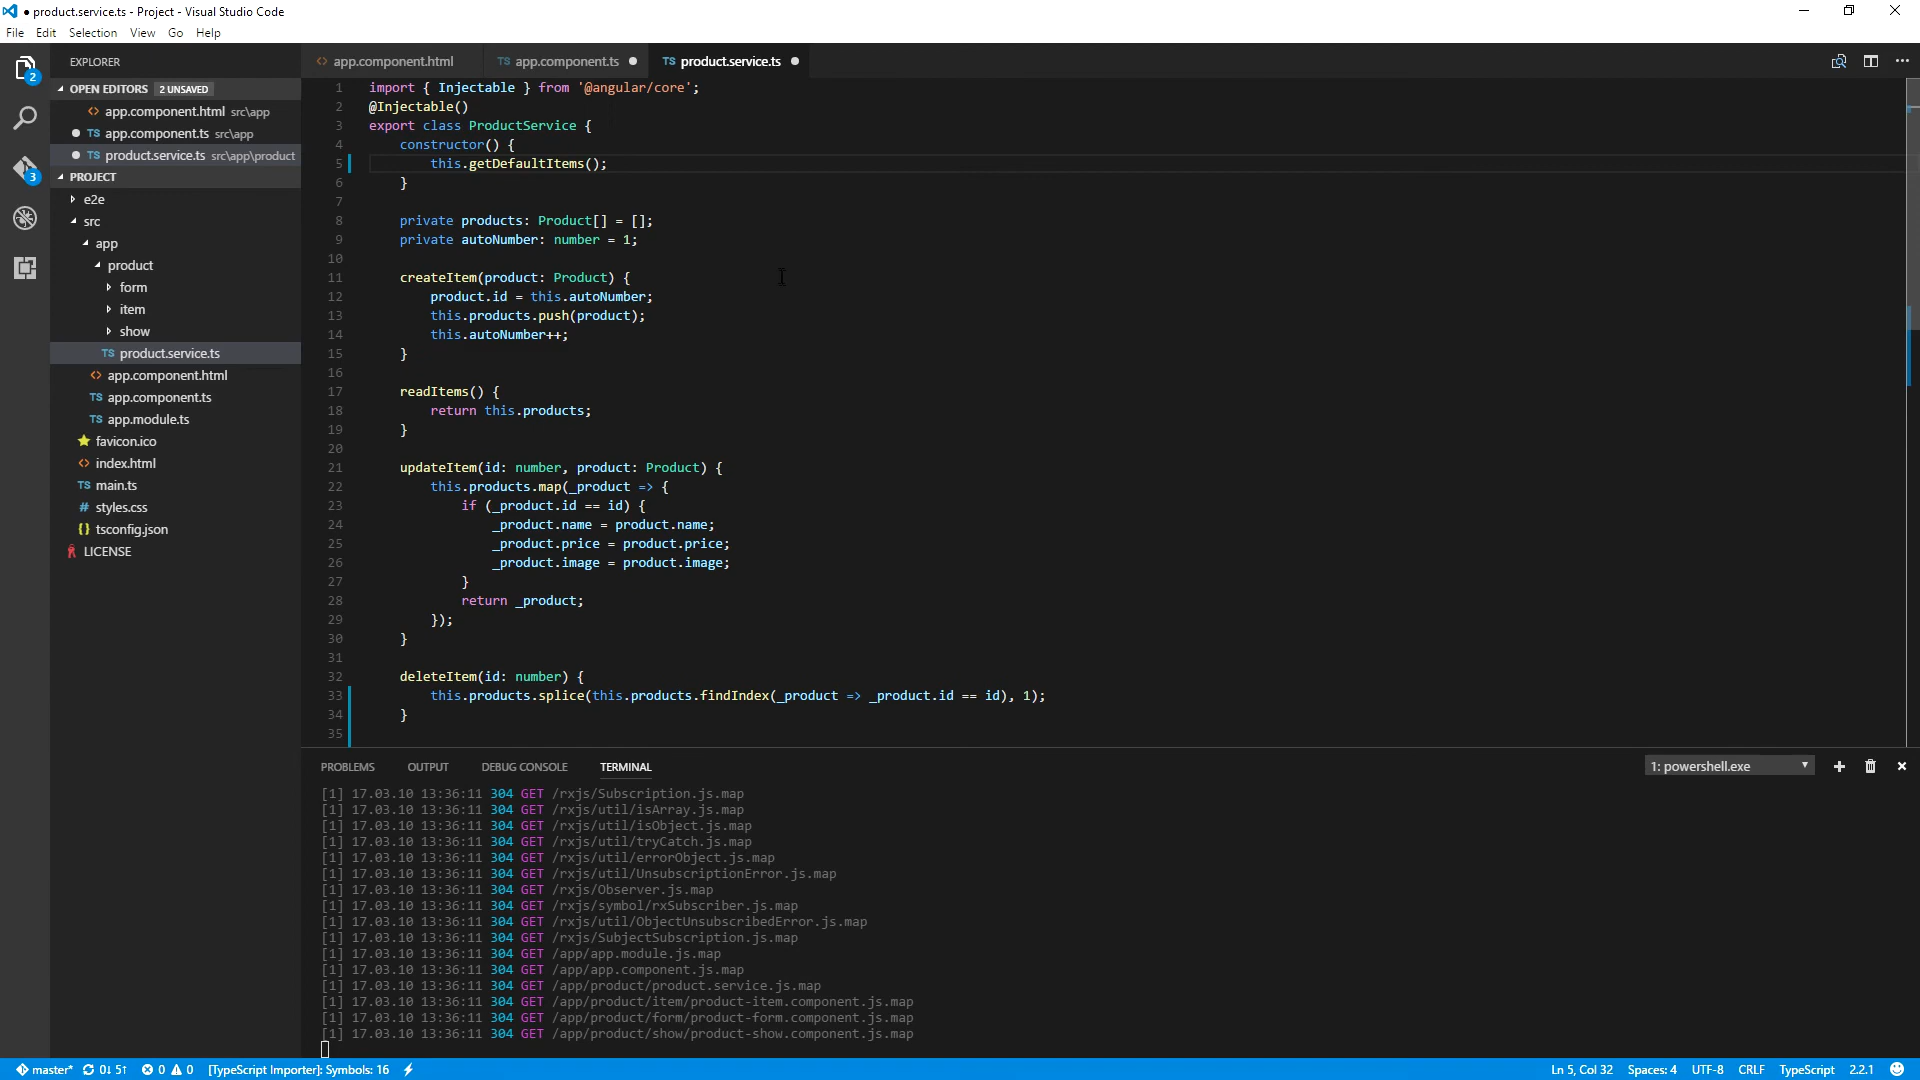 product.service.ts - Project - Visual Studio Code
File Edit Selection View Go Help
EXPLORER
OPEN EDITORS 2 UNSAVED
app.component.html src\app
TS app.component.ts src\app
TS product.service.ts src\app\product
PROJECT
e2e
src
app
product
form
item
show
TS product.service.ts
<> app.component.html
TS app.component.ts
TS app.module.ts
favicon.ico
<> index.html
TS main.ts
# styles.css
{} tsconfig.json
LICENSE
2
3
<> app.component.html TS app.component.ts TS product.service.ts
1 import { Injectable } from '@angular/core';
2 @Injectable()
3 export class ProductService {
4 constructor() {
5 this.getDefaultItems();
6 }
7
8 private products: Product[] = [];
9 private autoNumber: number = 1;
10
11 createItem(product: Product) {
12 product.id = this.autoNumber;
13 this.products.push(product);
14 this.autoNumber++;
15 }
16
17 readItems() {
18 return this.products;
19 }
20
21 updateItem(id: number, product: Product) {
22 this.products.map(_product => {
23 if (_product.id == id) {
24 _product.name = product.name;
25 _product.price = product.price;
26 _product.image = product.image;
27 }
28 return _product;
29 });
30 }
31
32 deleteItem(id: number) {
33 this.products.splice(this.products.findIndex(_product => _product.id == id), 1);
34 }
35
PROBLEMS OUTPUT DEBUG CONSOLE TERMINAL 1: powershell.exe
[1] 17.03.10 13:36:11 304 GET /rxjs/Subscription.js.map
[1] 17.03.10 13:36:11 304 GET /rxjs/util/isArray.js.map
[1] 17.03.10 13:36:11 304 GET /rxjs/util/isObject.js.map
[1] 17.03.10 13:36:11 304 GET /rxjs/util/tryCatch.js.map
[1] 17.03.10 13:36:11 304 GET /rxjs/util/errorObject.js.map
[1] 17.03.10 13:36:11 304 GET /rxjs/util/UnsubscriptionError.js.map
[1] 17.03.10 13:36:11 304 GET /rxjs/Observer.js.map
[1] 17.03.10 13:36:11 304 GET /rxjs/symbol/rxSubscriber.js.map
[1] 17.03.10 13:36:11 304 GET /rxjs/util/ObjectUnsubscribedError.js.map
[1] 17.03.10 13:36:11 304 GET /rxjs/SubjectSubscription.js.map
[1] 17.03.10 13:36:11 304 GET /app/app.module.js.map
[1] 17.03.10 13:36:11 304 GET /app/app.component.js.map
[1] 17.03.10 13:36:11 304 GET /app/product/product.service.js.map
[1] 17.03.10 13:36:11 304 GET /app/product/item/product-item.component.js.map
[1] 17.03.10 13:36:11 304 GET /app/product/form/product-form.component.js.map
[1] 17.03.10 13:36:11 304 GET /app/product/show/product-show.component.js.map
master* 0↓ 5↑ 0 0 [TypeScript Importer]: Symbols: 16 Ln 5, Col 32 Spaces: 4 UTF-8 CRLF TypeScript 2.2.1